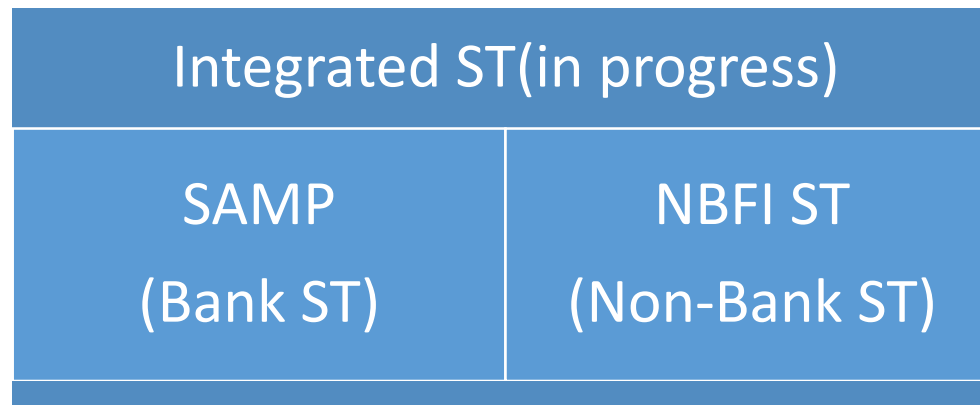 Integrated ST(in progress)
SAMP
(Bank ST)
NBFI ST
(Non-Bank ST)